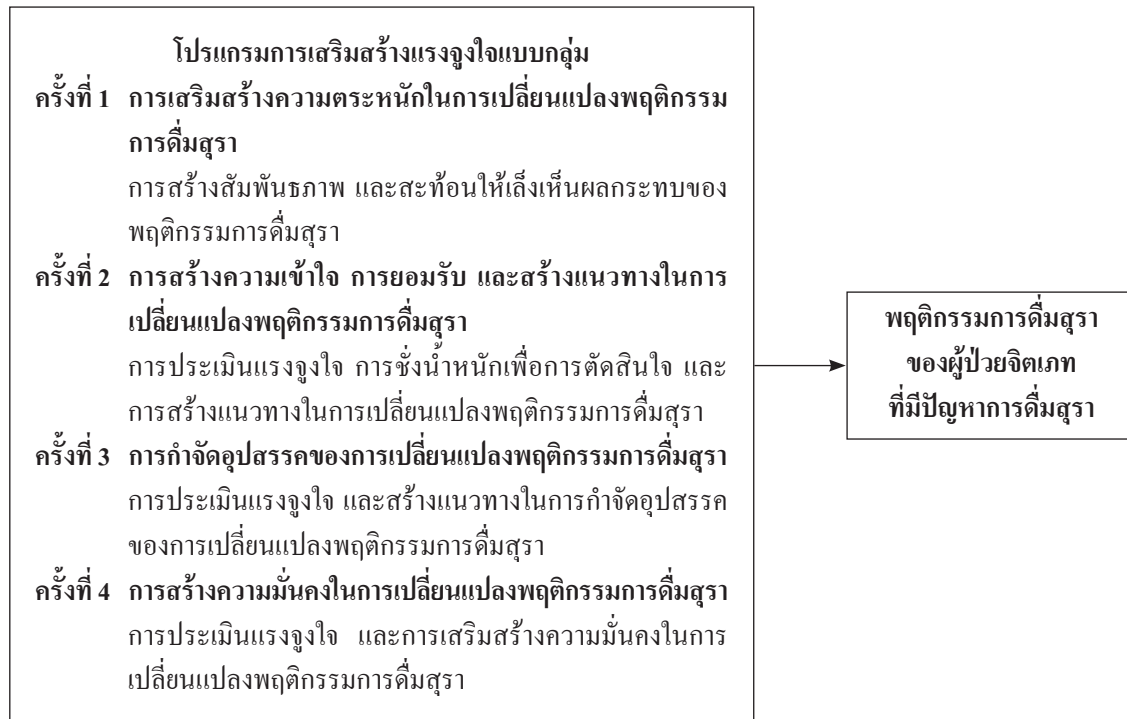 โปรแกรมการเสริมสร้างแรงจูงใจแบบกลุ่ม
ครั้งที่ 1 การเสริมสร้างความตระหนักในการเปลี่ยนแปลงพฤติกรรม
การดื่มสุรา
การสร้างสัมพันธภาพ และสะท้อนให้เล็งเห็นผลกระทบของ
พฤติกรรมการดื่มสุรา
ครั้งที่ 2 การสร้างความเข้าใจ การยอมรับ และสร้างแนวทางในการ
เปลี่ยนแปลงพฤติกรรมการดื่มสุรา
การประเมินแรงจูงใจ การชั่งน้ำหนักเพื่อการตัดสินใจ และ
การสร้างแนวทางในการเปลี่ยนแปลงพฤติกรรมการดื่มสุรา
ครั้งที่ 3 การกำจัดอุปสรรคของการเปลี่ยนแปลงพฤติกรรมการดื่มสุรา
การประเมินแรงจูงใจ และสร้างแนวทางในการกำจัดอุปสรรค
ของการเปลี่ยนแปลงพฤติกรรมการดื่มสุรา
ครั้งที่ 4 การสร้างความมั่นคงในการเปลี่ยนแปลงพฤติกรรมการดื่มสุรา
การประเมินแรงจูงใจ และการเสริมสร้างความมั่นคงในการ
เปลี่ยนแปลงพฤติกรรมการดื่มสุรา
พฤติกรรมการดื่มสุรา
ของผู้ป่วยจิตเภท
ที่มีปัญหาการดื่มสุรา